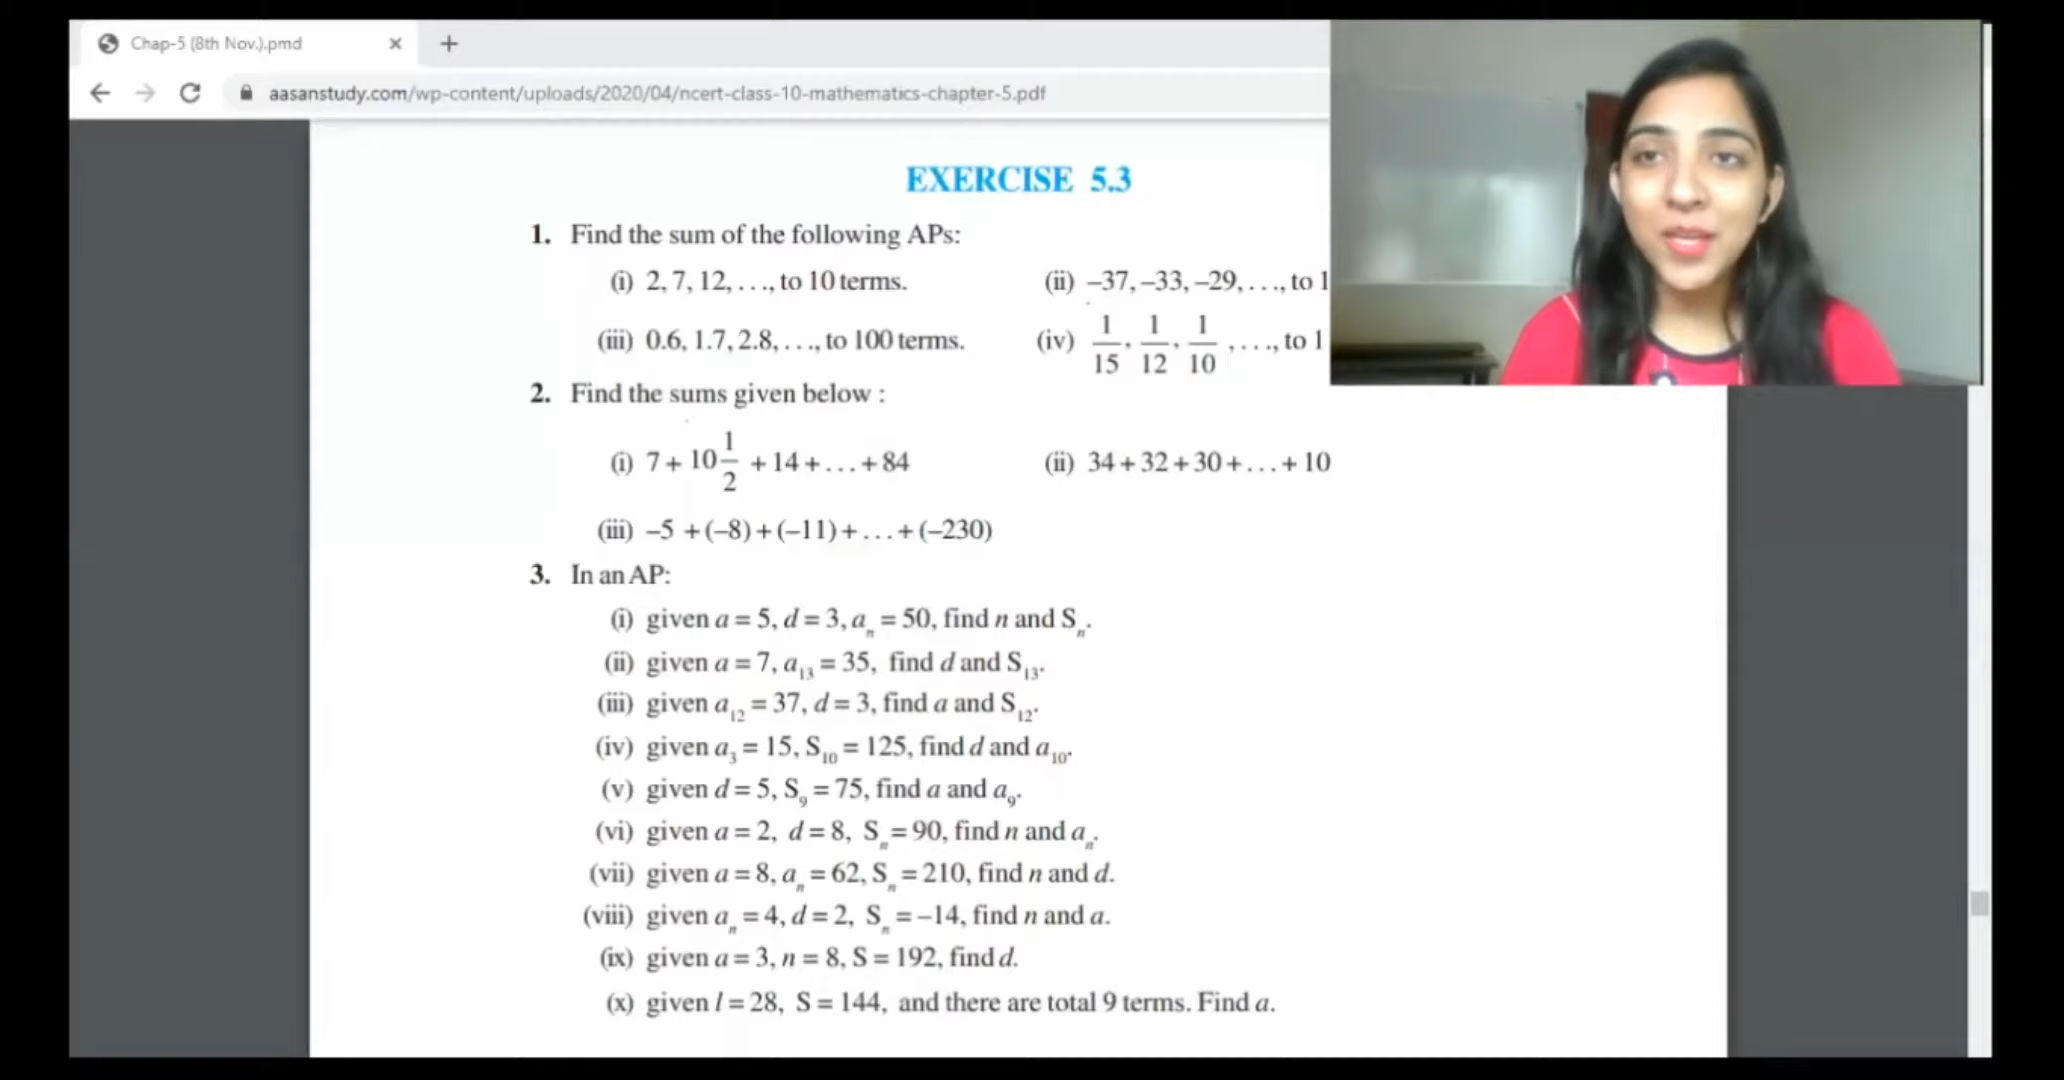 Chap-5 (8th Nov.).pmd
aasanstudy.com/wp-content/uploads/2020/04/ncert-class-10-mathematics-chapter-5.pdf
EXERCISE 5.3
1. Find the sum of the following APs:
(i) 2, 7, 12, . . ., to 10 terms. (ii) –37, –33, –29, . . ., to 1
(iii) 0.6, 1.7, 2.8, . . ., to 100 terms. (iv) 1/15, 1/12, 1/10, . . ., to 1
2. Find the sums given below :
(i) 7 + 10 1/2 + 14 + . . . + 84 (ii) 34 + 32 + 30 + . . . + 10
(iii) –5 + (–8) + (–11) + . . . + (–230)
3. In an AP:
(i) given a = 5, d = 3, aₙ = 50, find n and Sₙ.
(ii) given a = 7, a₁₃ = 35, find d and S₁₃.
(iii) given a₁₂ = 37, d = 3, find a and S₁₂.
(iv) given a₃ = 15, S₁₀ = 125, find d and a₁₀.
(v) given d = 5, S₉ = 75, find a and a₉.
(vi) given a = 2, d = 8, Sₙ = 90, find n and aₙ.
(vii) given a = 8, aₙ = 62, Sₙ = 210, find n and d.
(viii) given aₙ = 4, d = 2, Sₙ = –14, find n and a.
(ix) given a = 3, n = 8, S = 192, find d.
(x) given l = 28, S = 144, and there are total 9 terms. Find a.